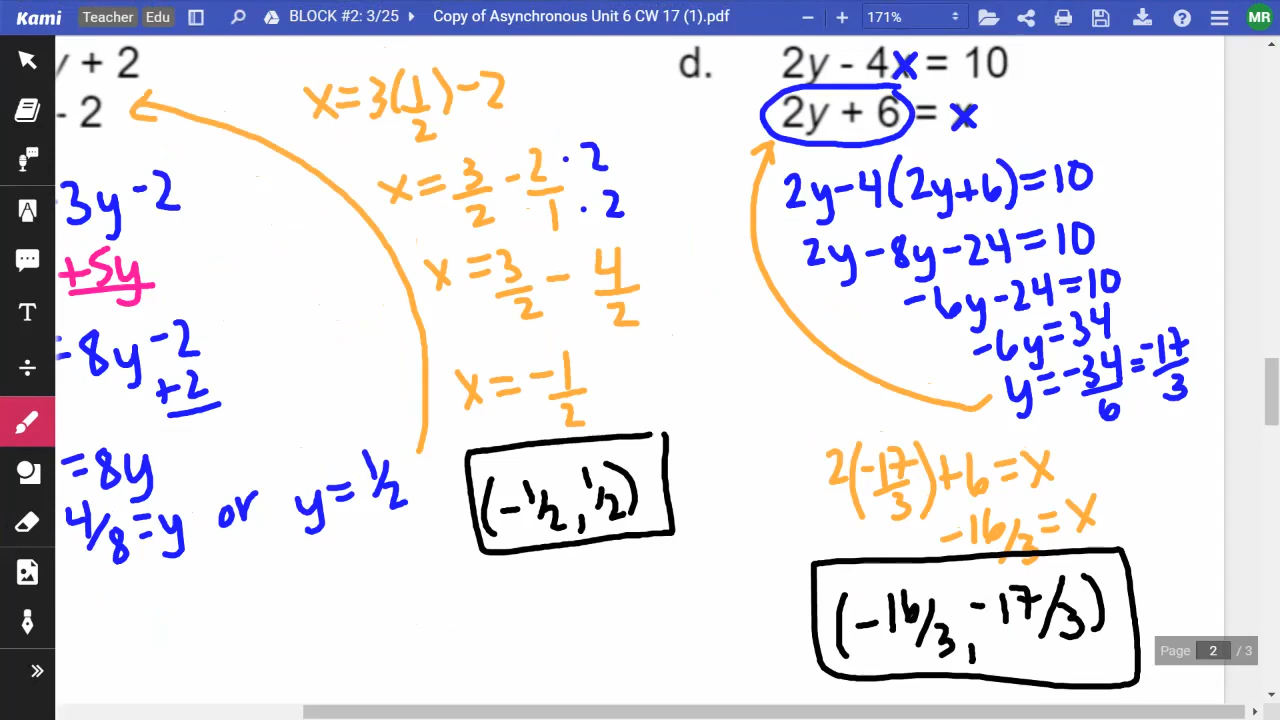 Kami Teacher Edu BLOCK #2: 3/25 Copy of Asynchronous Unit 6 CW 17 (1).pdf 171% MR
y + 2
- 2
3y -2
+5y
= 8y -2
+2
= 8y
4/8 = y or y = 1/2
x = 3(1/2) - 2
x = 3/2 - 2/1 · 2 · 2
x = 3/2 - 4/2
x = -1/2
(-1/2, 1/2)
d. 2y - 4x = 10
2y + 6 = x
2y - 4(2y+6) = 10
2y - 8y - 24 = 10
-6y - 24 = 10
-6y = 34
y = -34/6 = -17/3
2(-17/3) + 6 = x
-16/3 = x
(-16/3, -17/3)
Page 2 / 3